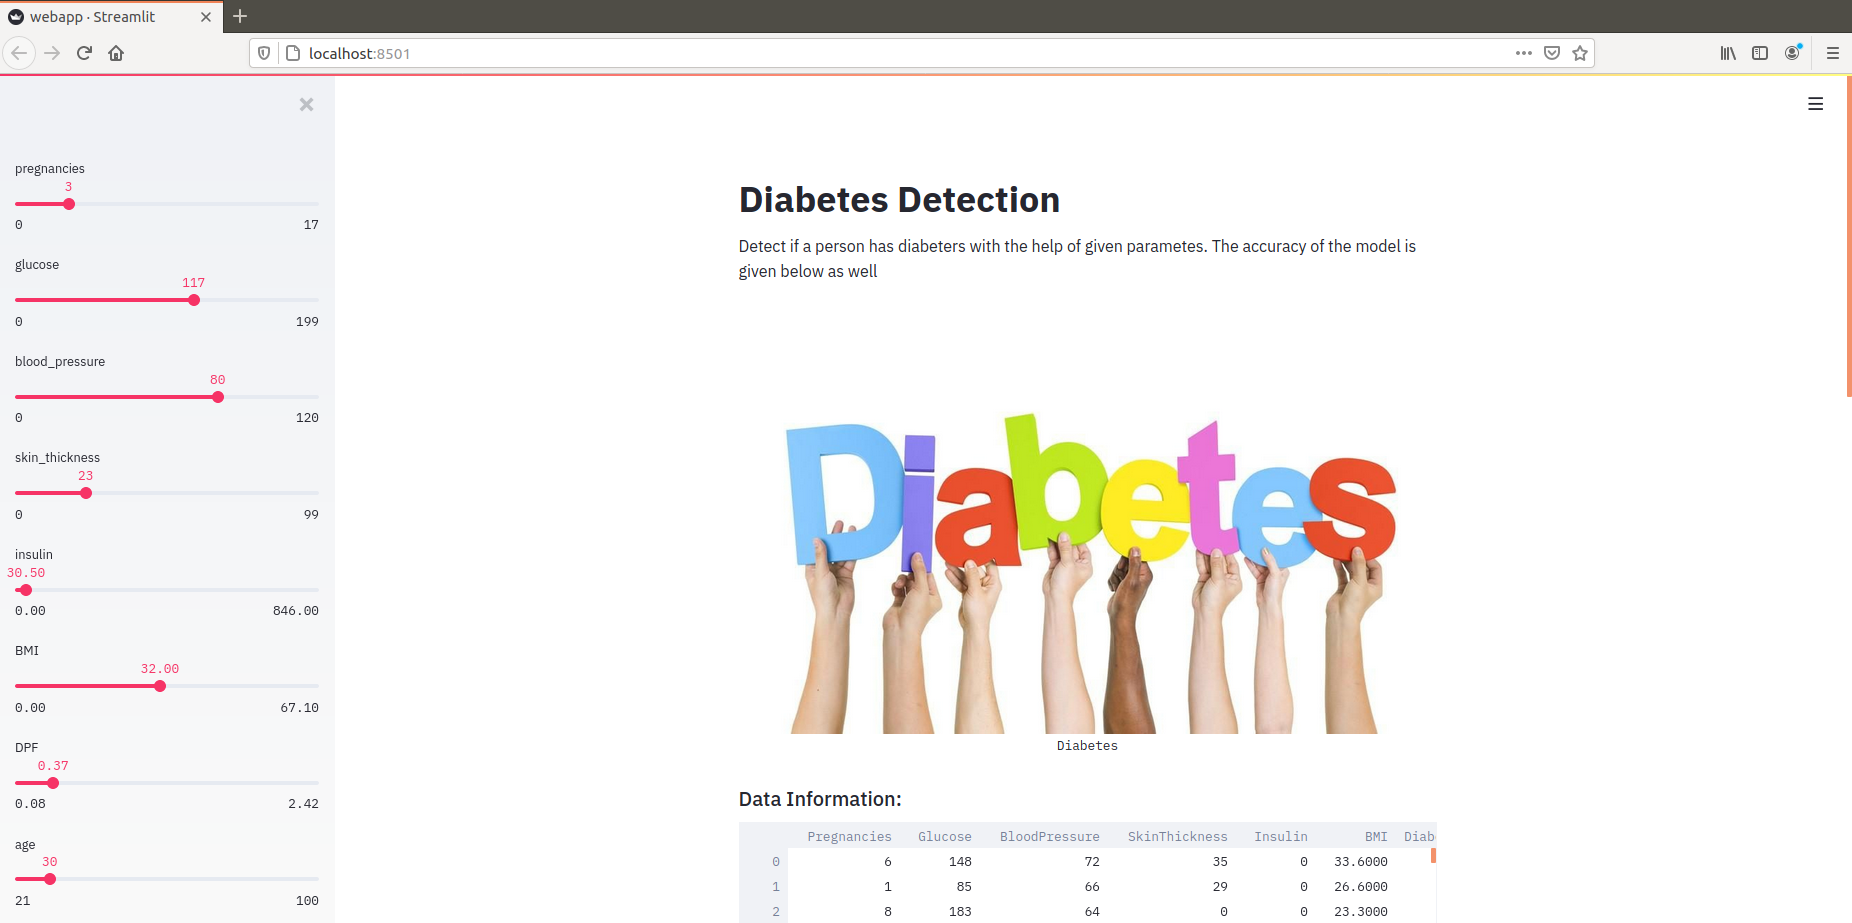 webapp · Streamlit
localhost:8501
pregnancies
3
0 17
glucose
117
0 199
blood_pressure
80
0 120
skin_thickness
23
0 99
insulin
30.50
0.00 846.00
BMI
32.00
0.00 67.10
DPF
0.37
0.08 2.42
age
30
21 100
Diabetes Detection
Detect if a person has diabeters with the help of given parametes. The accuracy of the model is
given below as well
Diabetes
Diabetes
Data Information:
Pregnancies Glucose BloodPressure SkinThickness Insulin BMI Diab
0 6 148 72 35 0 33.6000
1 1 85 66 29 0 26.6000
2 8 183 64 0 0 23.3000